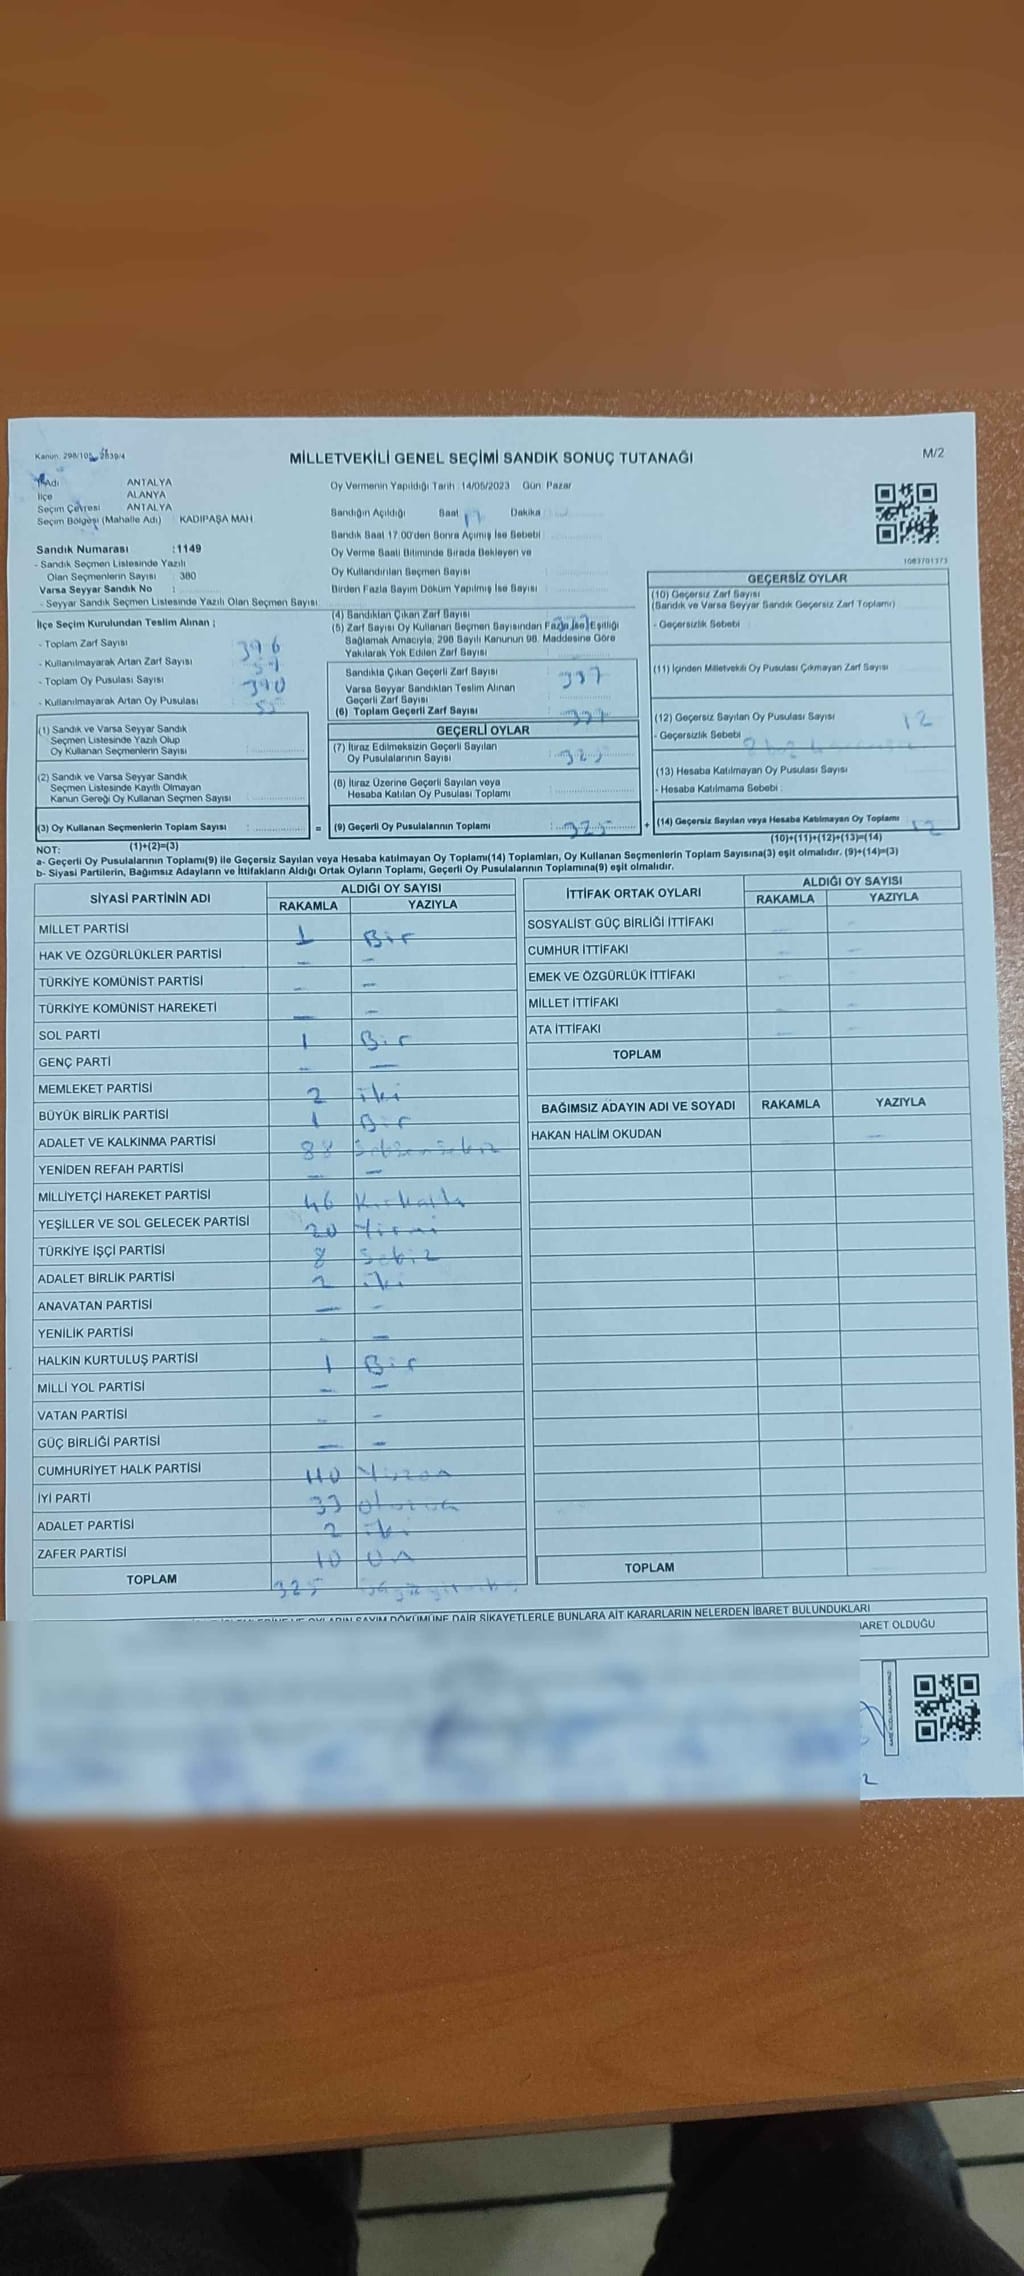 Kanun: 298/105
MİLLETVEKİLİ GENEL SEÇİMİ SANDIK SONUÇ TUTANAĞI
M/2
Adı ANTALYA
İlçe ALANYA
Seçim Çevresi ANTALYA
Seçim Bölgesi (Mahalle Adı) KADIPAŞA MAH
Sandık Numarası :1149
- Sandık Seçmen Listesinde Yazılı
Olan Seçmenlerin Sayısı : 380
Varsa Seyyar Sandık No :
- Seyyar Sandık Seçmen Listesinde Yazılı Olan Seçmen Sayısı
İlçe Seçim Kurulundan Teslim Alınan ;
- Toplam Zarf Sayısı 396
- Kullanılmayarak Artan Zarf Sayısı
- Toplam Oy Pusulası Sayısı 390
- Kullanılmayarak Artan Oy Pusulası
(1) Sandık ve Varsa Seyyar Sandık
Seçmen Listesinde Yazılı Olup
Oy Kullanan Seçmenlerin Sayısı
(2) Sandık ve Varsa Seyyar Sandık
Seçmen Listesinde Kayıtlı Olmayan
Kanun Gereği Oy Kullanan Seçmen Sayısı
(3) Oy Kullanan Seçmenlerin Toplam Sayısı : =
(1)+(2)=(3)
Oy Vermenin Yapıldığı Tarih : 14/05/2023 Gün: Pazar
Sandığın Açıldığı Saat 17 Dakika
Sandık Saat 17:00'den Sonra Açımış İse Sebebi
Oy Verme Saati Bitiminde Sırada Bekleyen ve
Oy Kullandırılan Seçmen Sayısı
Birden Fazla Sayım Döküm Yapılmış İse Sayısı
(4) Sandıktan Çıkan Zarf Sayısı
(5) Zarf Sayısı Oy Kullanan Seçmen Sayısından Fazla İse Eşitliği
Sağlamak Amacıyla, 298 Sayılı Kanunun 98. Maddesine Göre
Yakılarak Yok Edilen Zarf Sayısı
Sandıkta Çıkan Geçerli Zarf Sayısı 337
Varsa Seyyar Sandıktan Teslim Alınan
Geçerli Zarf Sayısı
(6) Toplam Geçerli Zarf Sayısı 337
GEÇERLİ OYLAR
(7) İtiraz Edilmeksizin Geçerli Sayılan
Oy Pusulalarının Sayısı 325
(8) İtiraz Üzerine Geçerli Sayılan veya
Hesaba Katılan Oy Pusulası Toplamı
(9) Geçerli Oy Pusulalarının Toplamı 325 +
1083701373
GEÇERSİZ OYLAR
(10) Geçersiz Zarf Sayısı
(Sandık ve Varsa Seyyar Sandık Geçersiz Zarf Toplamı)
- Geçersizlik Sebebi
(11) İçinden Milletvekili Oy Pusulası Çıkmayan Zarf Sayısı
(12) Geçersiz Sayılan Oy Pusulası Sayısı 12
- Geçersizlik Sebebi
(13) Hesaba Katılmayan Oy Pusulası Sayısı
- Hesaba Katılmama Sebebi :
(14) Geçersiz Sayılan veya Hesaba Katılmayan Oy Toplamı 12
(10)+(11)+(12)+(13)=(14)
NOT:
a- Geçerli Oy Pusulalarının Toplamı(9) ile Geçersiz Sayılan veya Hesaba katılmayan Oy Toplamı(14) Toplamları, Oy Kullanan Seçmenlerin Toplam Sayısına(3) eşit olmalıdır. (9)+(14)=(3)
b- Siyasi Partilerin, Bağımsız Adayların ve İttifakların Aldığı Ortak Oyların Toplamı, Geçerli Oy Pusulalarının Toplamına(9) eşit olmalıdır.
SİYASİ PARTİNİN ADI ALDIĞI OY SAYISI
RAKAMLA YAZIYLA
MİLLET PARTİSİ 1 Bir
HAK VE ÖZGÜRLÜKLER PARTİSİ - -
TÜRKİYE KOMÜNİST PARTİSİ - -
TÜRKİYE KOMÜNİST HAREKETİ - -
SOL PARTİ 1 Bir
GENÇ PARTİ - -
MEMLEKET PARTİSİ 2 iki
BÜYÜK BİRLİK PARTİSİ 1 Bir
ADALET VE KALKINMA PARTİSİ 88 Seksensekiz
YENİDEN REFAH PARTİSİ - -
MİLLİYETÇİ HAREKET PARTİSİ 46 Kırkaltı
YEŞİLLER VE SOL GELECEK PARTİSİ 20 Yirmi
TÜRKİYE İŞÇİ PARTİSİ 8 Sekiz
ADALET BİRLİK PARTİSİ 2 iki
ANAVATAN PARTİSİ - -
YENİLİK PARTİSİ - -
HALKIN KURTULUŞ PARTİSİ 1 Bir
MİLLİ YOL PARTİSİ - -
VATAN PARTİSİ - -
GÜÇ BİRLİĞİ PARTİSİ - -
CUMHURİYET HALK PARTİSİ 110 Yüzon
İYİ PARTİ 33 otuzüç
ADALET PARTİSİ 2 iki
ZAFER PARTİSİ 10 on
TOPLAM 325
İTTİFAK ORTAK OYLARI ALDIĞI OY SAYISI
RAKAMLA YAZIYLA
SOSYALİST GÜÇ BİRLİĞİ İTTİFAKI - -
CUMHUR İTTİFAKI - -
EMEK VE ÖZGÜRLÜK İTTİFAKI - -
MİLLET İTTİFAKI - -
ATA İTTİFAKI - -
TOPLAM
BAĞIMSIZ ADAYIN ADI VE SOYADI RAKAMLA YAZIYLA
HAKAN HALİM OKUDAN -
TOPLAM
OYLARIN SAYIM DÖKÜMÜNE DAİR ŞİKAYETLERLE BUNLARA AİT KARARLARIN NELERDEN İBARET BULUNDUKLARI
İBARET OLDUĞU
2